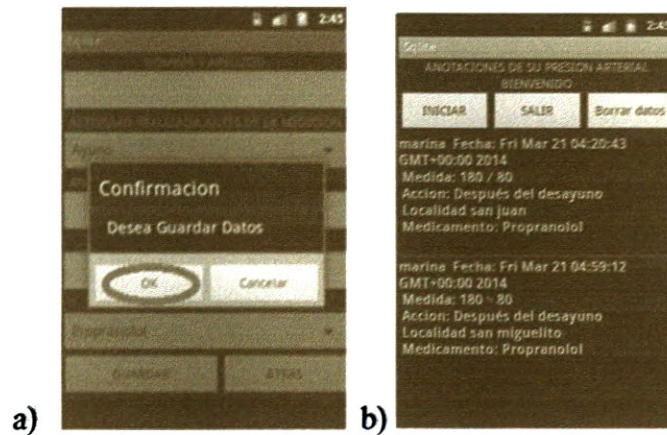 2:45
Confirmacion
Desea Guardar Datos
OK
Cancelar
Propranolol
GUARDAR
ATRAS
a)
2:45
Sqlite
ANOTACIONES DE SU PRESION ARTERIAL
BIENVENIDO
INICIAR
SALIR
Borrar datos
marina Fecha: Fri Mar 21 04:20:43
GMT+00:00 2014
Medida: 180 / 80
Accion: Después del desayuno
Localidad san juan
Medicamento: Propranolol
marina Fecha: Fri Mar 21 04:59:12
GMT+00:00 2014
Medida: 180 80
Accion: Después del desayuno
Localidad san miguelito
Medicamento: Propranolol
b)